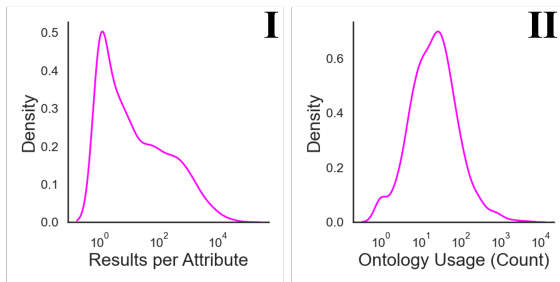 I
0.5
0.4
0.3
0.2
0.1
0.0
Density
10^0 10^2 10^4
Results per Attribute
II
0.6
0.4
0.2
0.0
Density
10^0 10^1 10^2 10^3 10^4
Ontology Usage (Count)